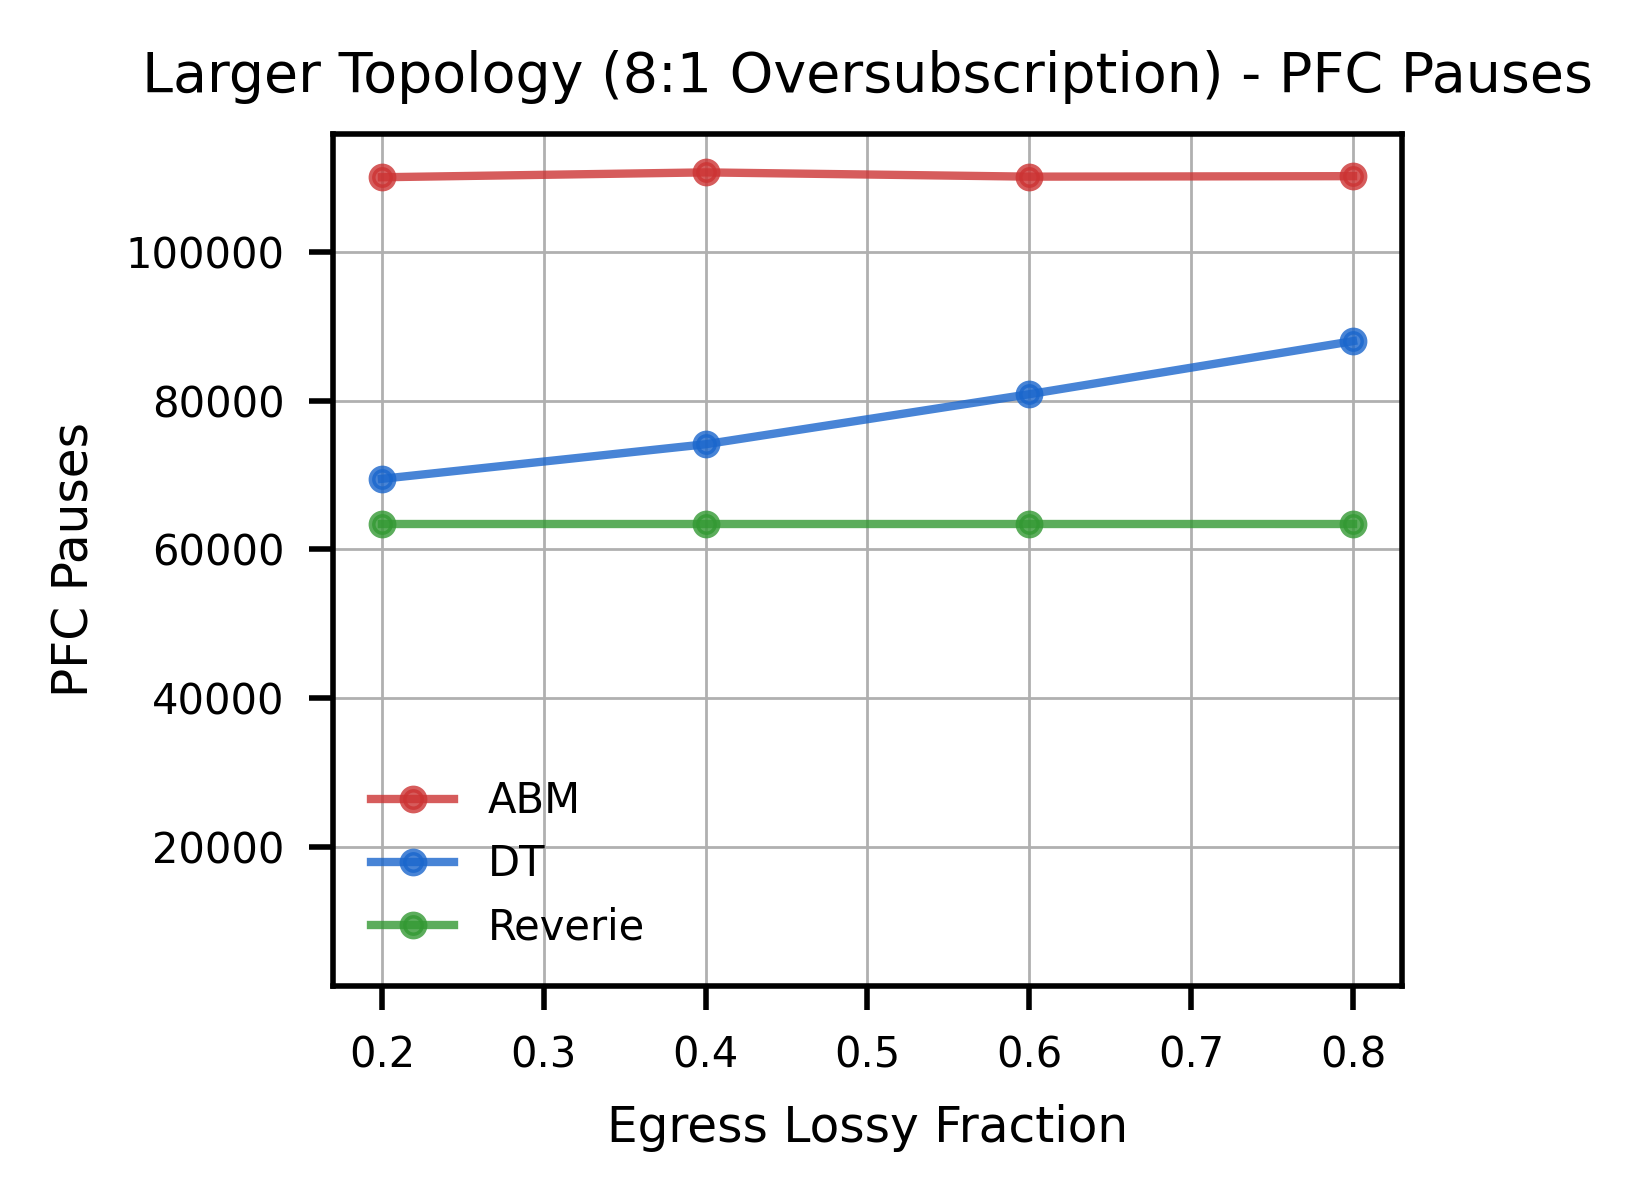 Larger Topology (8:1 Oversubscription) - PFC Pauses
100000
80000
60000
40000
20000
PFC Pauses
ABM
DT
Reverie
0.2 0.3 0.4 0.5 0.6 0.7 0.8
Egress Lossy Fraction